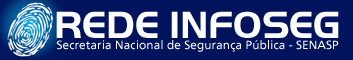 REDE INFOSEG
Secretaria Nacional de Segurança Pública - SENASP